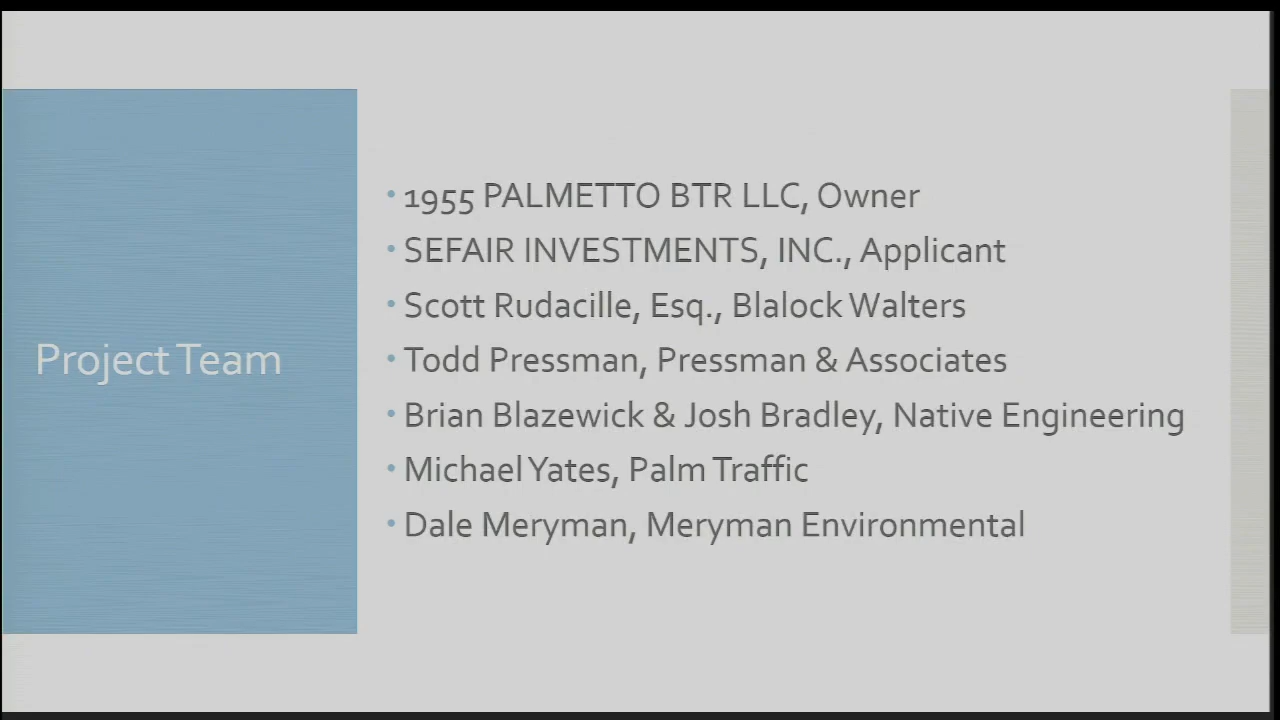 Project Team
• 1955 PALMETTO BTR LLC, Owner
• SEFAIR INVESTMENTS, INC., Applicant
• Scott Rudacille, Esq., Blalock Walters
• Todd Pressman, Pressman & Associates
• Brian Blazewick & Josh Bradley, Native Engineering
• Michael Yates, Palm Traffic
• Dale Meryman, Meryman Environmental